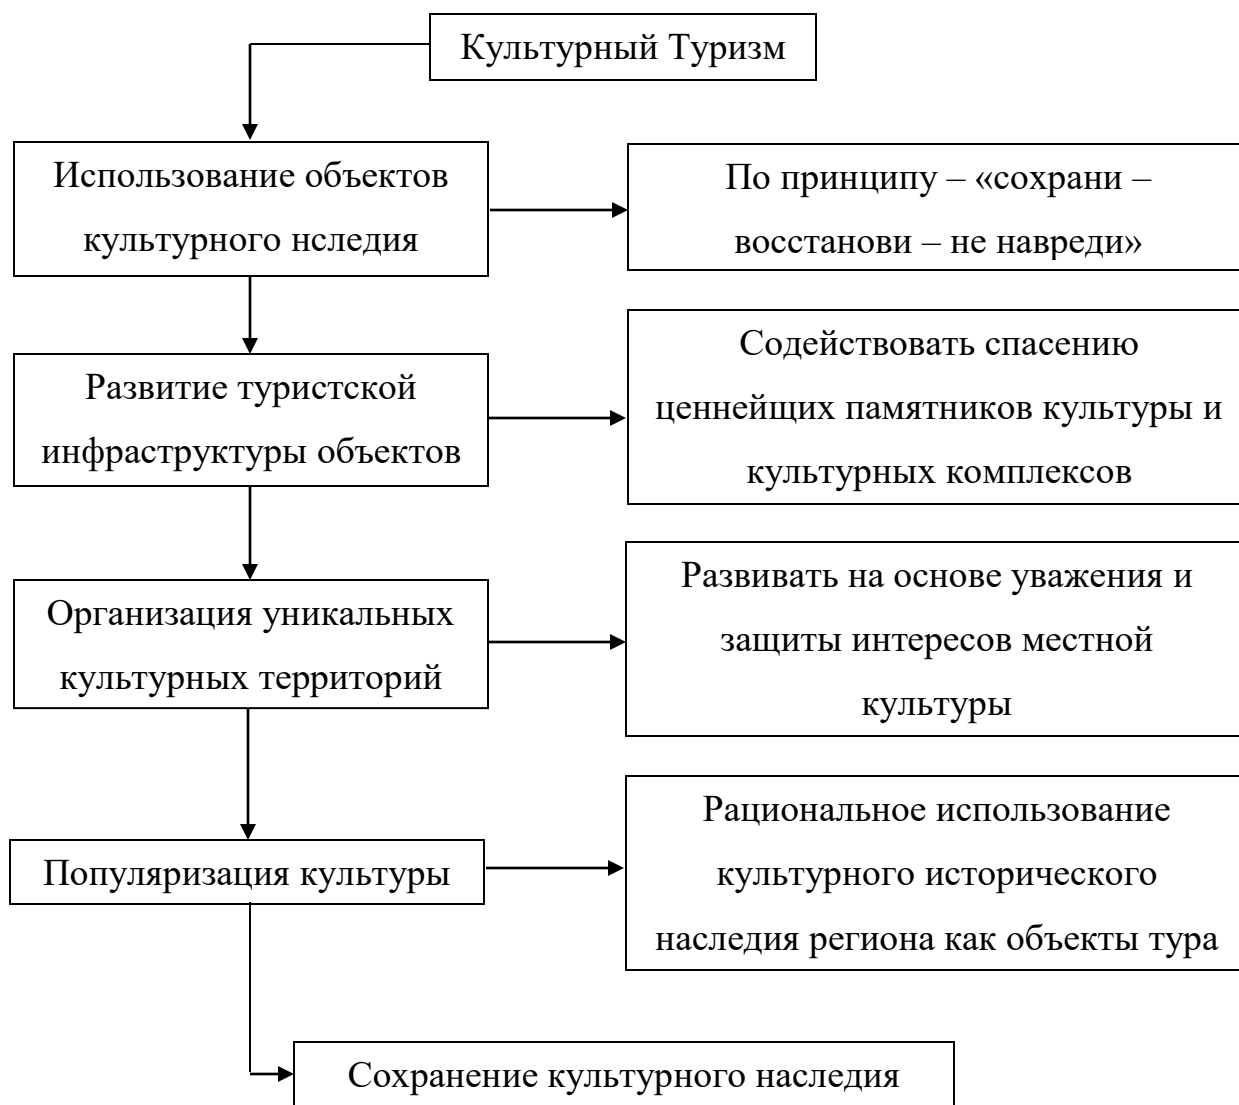 Культурный Туризм
Использование объектов
культурного нследия
По принципу – «сохрани –
восстанови – не навреди»
Развитие туристской
инфраструктуры объектов
Содействовать спасению
ценнейщих памятников культуры и
культурных комплексов
Организация уникальных
культурных территорий
Развивать на основе уважения и
защиты интересов местной
культуры
Популяризация культуры
Рациональное использование
культурного исторического
наследия региона как объекты тура
Сохранение культурного наследия